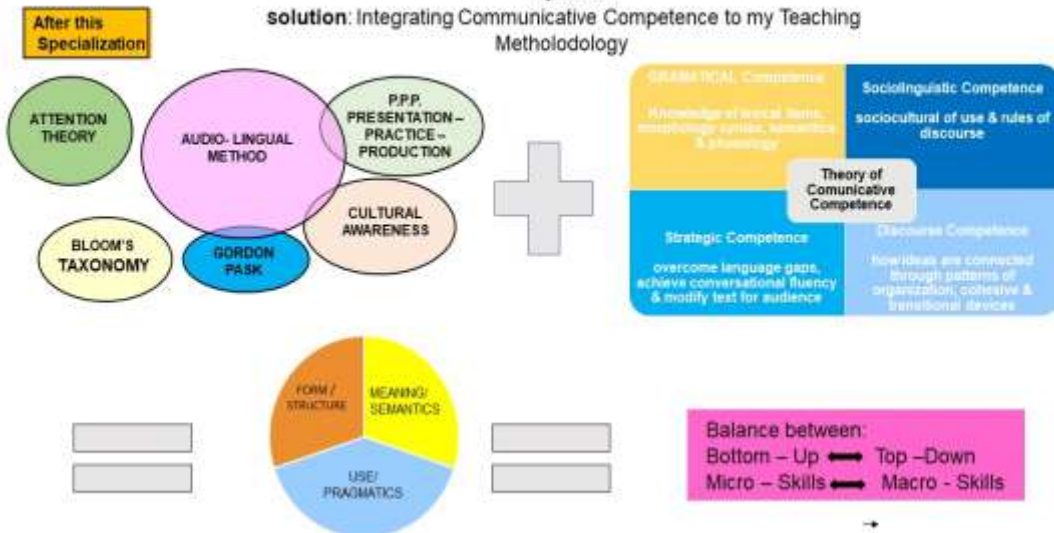 After this
Specialization
solution: Integrating Communicative Competence to my Teaching
Metholodology
ATTENTION
THEORY
AUDIO- LINGUAL
METHOD
P.P.P.
PRESENTATION –
PRACTICE –
PRODUCTION
BLOOM'S
TAXONOMY
GORDON
PASK
CULTURAL
AWARENESS
GRAMATICAL Competence
Knowledge of lexical items,
morphology syntax, semantics
& phonology
Sociolinguistic Competence
sociocultural of use & rules of
discourse
Theory of
Comunicative
Competence
Strategic Competence
overcome language gaps,
achieve conversational fluency
& modify text for audience
Discourse Competence
how/ideas are connected
through patterns of
organization, cohesive &
transitional devices
FORM /
STRUCTURE
MEANING/
SEMANTICS
USE/
PRAGMATICS
Balance between:
Bottom – Up Top –Down
Micro – Skills Macro - Skills